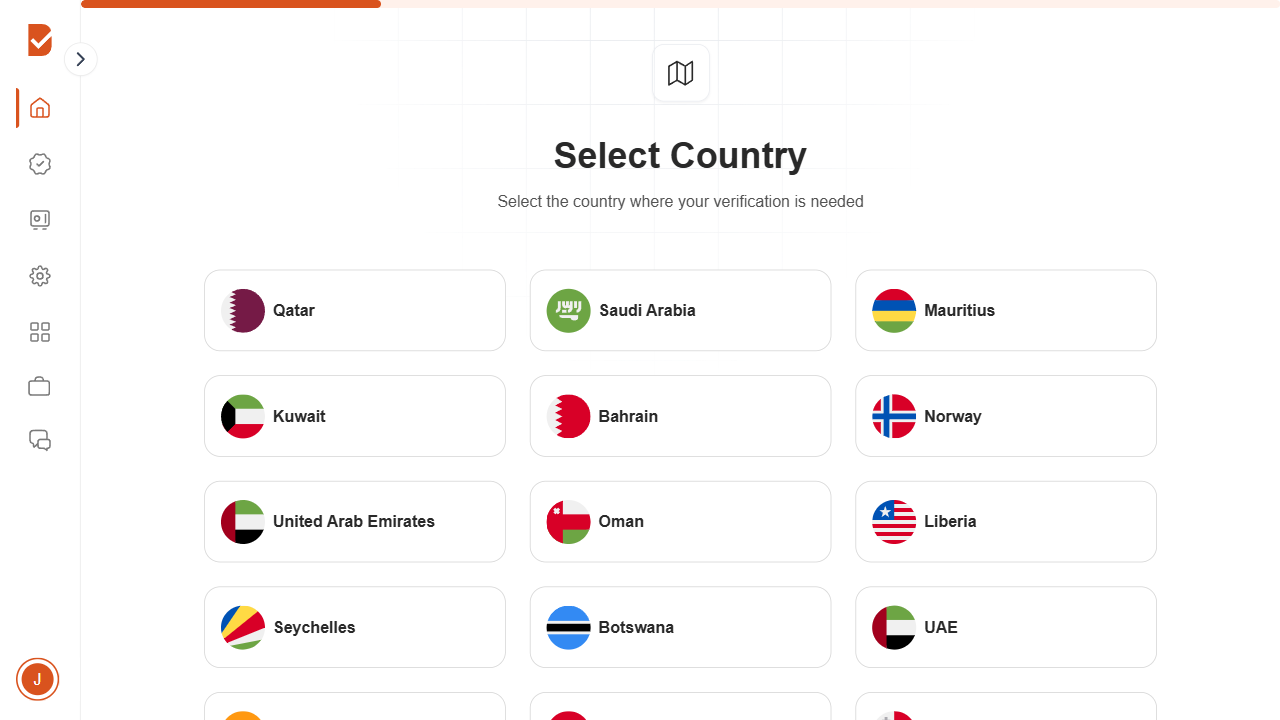 Select Country
Select the country where your verification is needed
Qatar
Saudi Arabia
Mauritius
Kuwait
Bahrain
Norway
United Arab Emirates
Oman
Liberia
Seychelles
Botswana
UAE
J